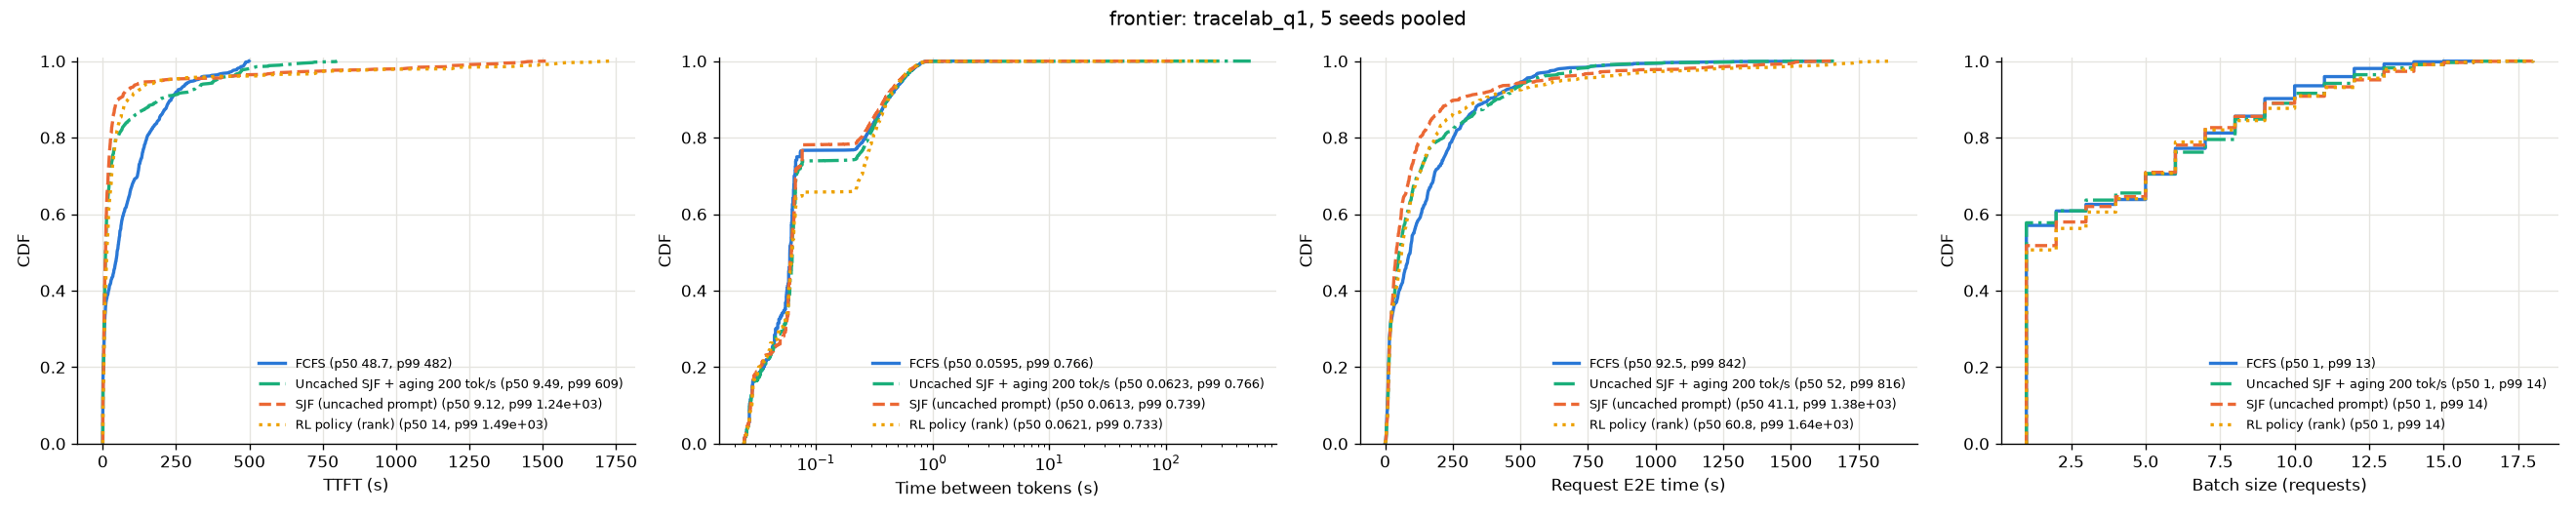 frontier: tracelab_q1, 5 seeds pooled
CDF
1.0
0.8
0.6
0.4
0.2
0.0
FCFS (p50 48.7, p99 482)
Uncached SJF + aging 200 tok/s (p50 9.49, p99 609)
SJF (uncached prompt) (p50 9.12, p99 1.24e+03)
RL policy (rank) (p50 14, p99 1.49e+03)
0 250 500 750 1000 1250 1500 1750
TTFT (s)
CDF
1.0
0.8
0.6
0.4
0.2
0.0
FCFS (p50 0.0595, p99 0.766)
Uncached SJF + aging 200 tok/s (p50 0.0623, p99 0.766)
SJF (uncached prompt) (p50 0.0613, p99 0.739)
RL policy (rank) (p50 0.0621, p99 0.733)
10⁻¹ 10⁰ 10¹ 10²
Time between tokens (s)
CDF
1.0
0.8
0.6
0.4
0.2
0.0
FCFS (p50 92.5, p99 842)
Uncached SJF + aging 200 tok/s (p50 52, p99 816)
SJF (uncached prompt) (p50 41.1, p99 1.38e+03)
RL policy (rank) (p50 60.8, p99 1.64e+03)
0 250 500 750 1000 1250 1500 1750
Request E2E time (s)
CDF
1.0
0.8
0.6
0.4
0.2
0.0
FCFS (p50 1, p99 13)
Uncached SJF + aging 200 tok/s (p50 1, p99 14)
SJF (uncached prompt) (p50 1, p99 14)
RL policy (rank) (p50 1, p99 14)
2.5 5.0 7.5 10.0 12.5 15.0 17.5
Batch size (requests)